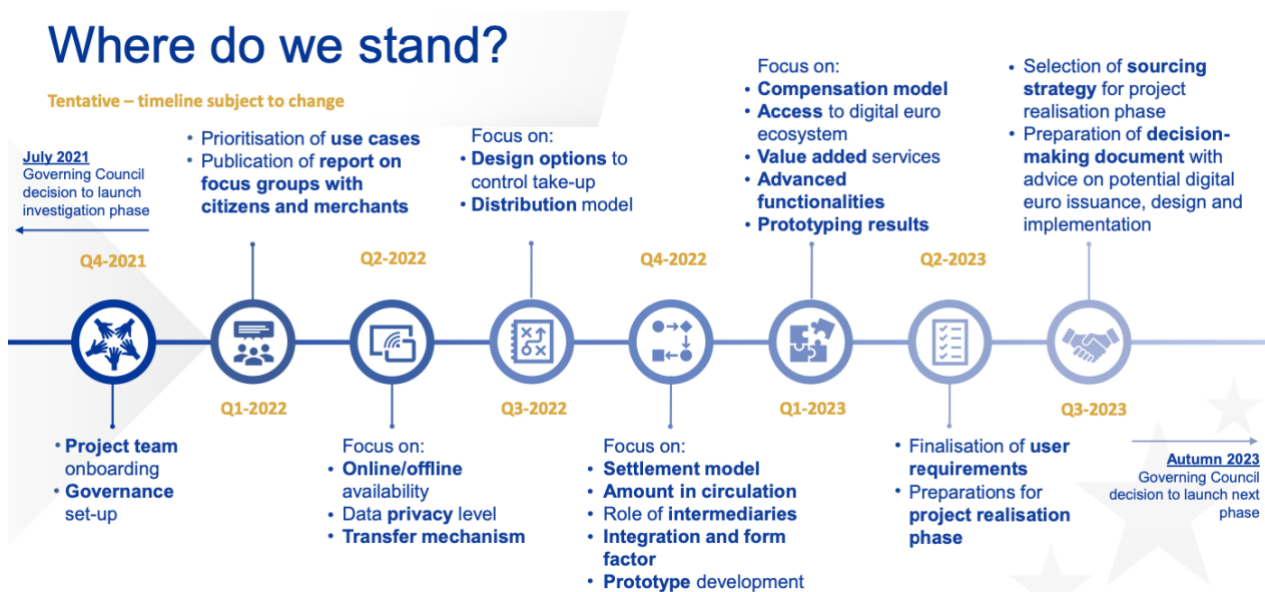 Where do we stand?
Tentative – timeline subject to change
July 2021
Governing Council
decision to launch
investigation phase
Q4-2021
• Project team
onboarding
• Governance
set-up
• Prioritisation of use cases
• Publication of report on
focus groups with
citizens and merchants
Q1-2022
Q2-2022
Focus on:
• Online/offline
availability
• Data privacy level
• Transfer mechanism
Focus on:
• Design options to
control take-up
• Distribution model
Q3-2022
Q4-2022
Focus on:
• Settlement model
• Amount in circulation
• Role of intermediaries
• Integration and form
factor
• Prototype development
Focus on:
• Compensation model
• Access to digital euro
ecosystem
• Value added services
• Advanced
functionalities
• Prototyping results
Q1-2023
Q2-2023
• Finalisation of user
requirements
• Preparations for
project realisation
phase
• Selection of sourcing
strategy for project
realisation phase
• Preparation of decision-
making document with
advice on potential digital
euro issuance, design and
implementation
Q3-2023
Autumn 2023
Governing Council
decision to launch next
phase